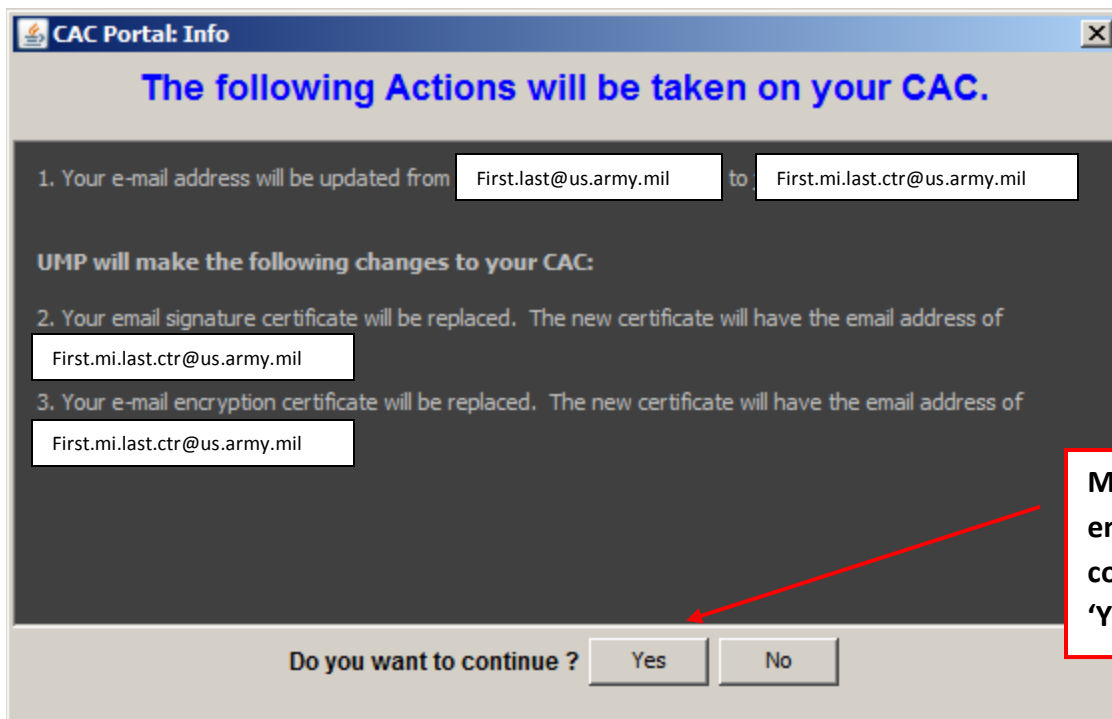 CAC Portal: Info
The following Actions will be taken on your CAC.
1. Your e-mail address will be updated from First.last@us.army.mil to First.mi.last.ctr@us.army.mil
UMP will make the following changes to your CAC:
2. Your email signature certificate will be replaced. The new certificate will have the email address of
First.mi.last.ctr@us.army.mil
3. Your e-mail encryption certificate will be replaced. The new certificate will have the email address of
First.mi.last.ctr@us.army.mil
Do you want to continue ? Yes No